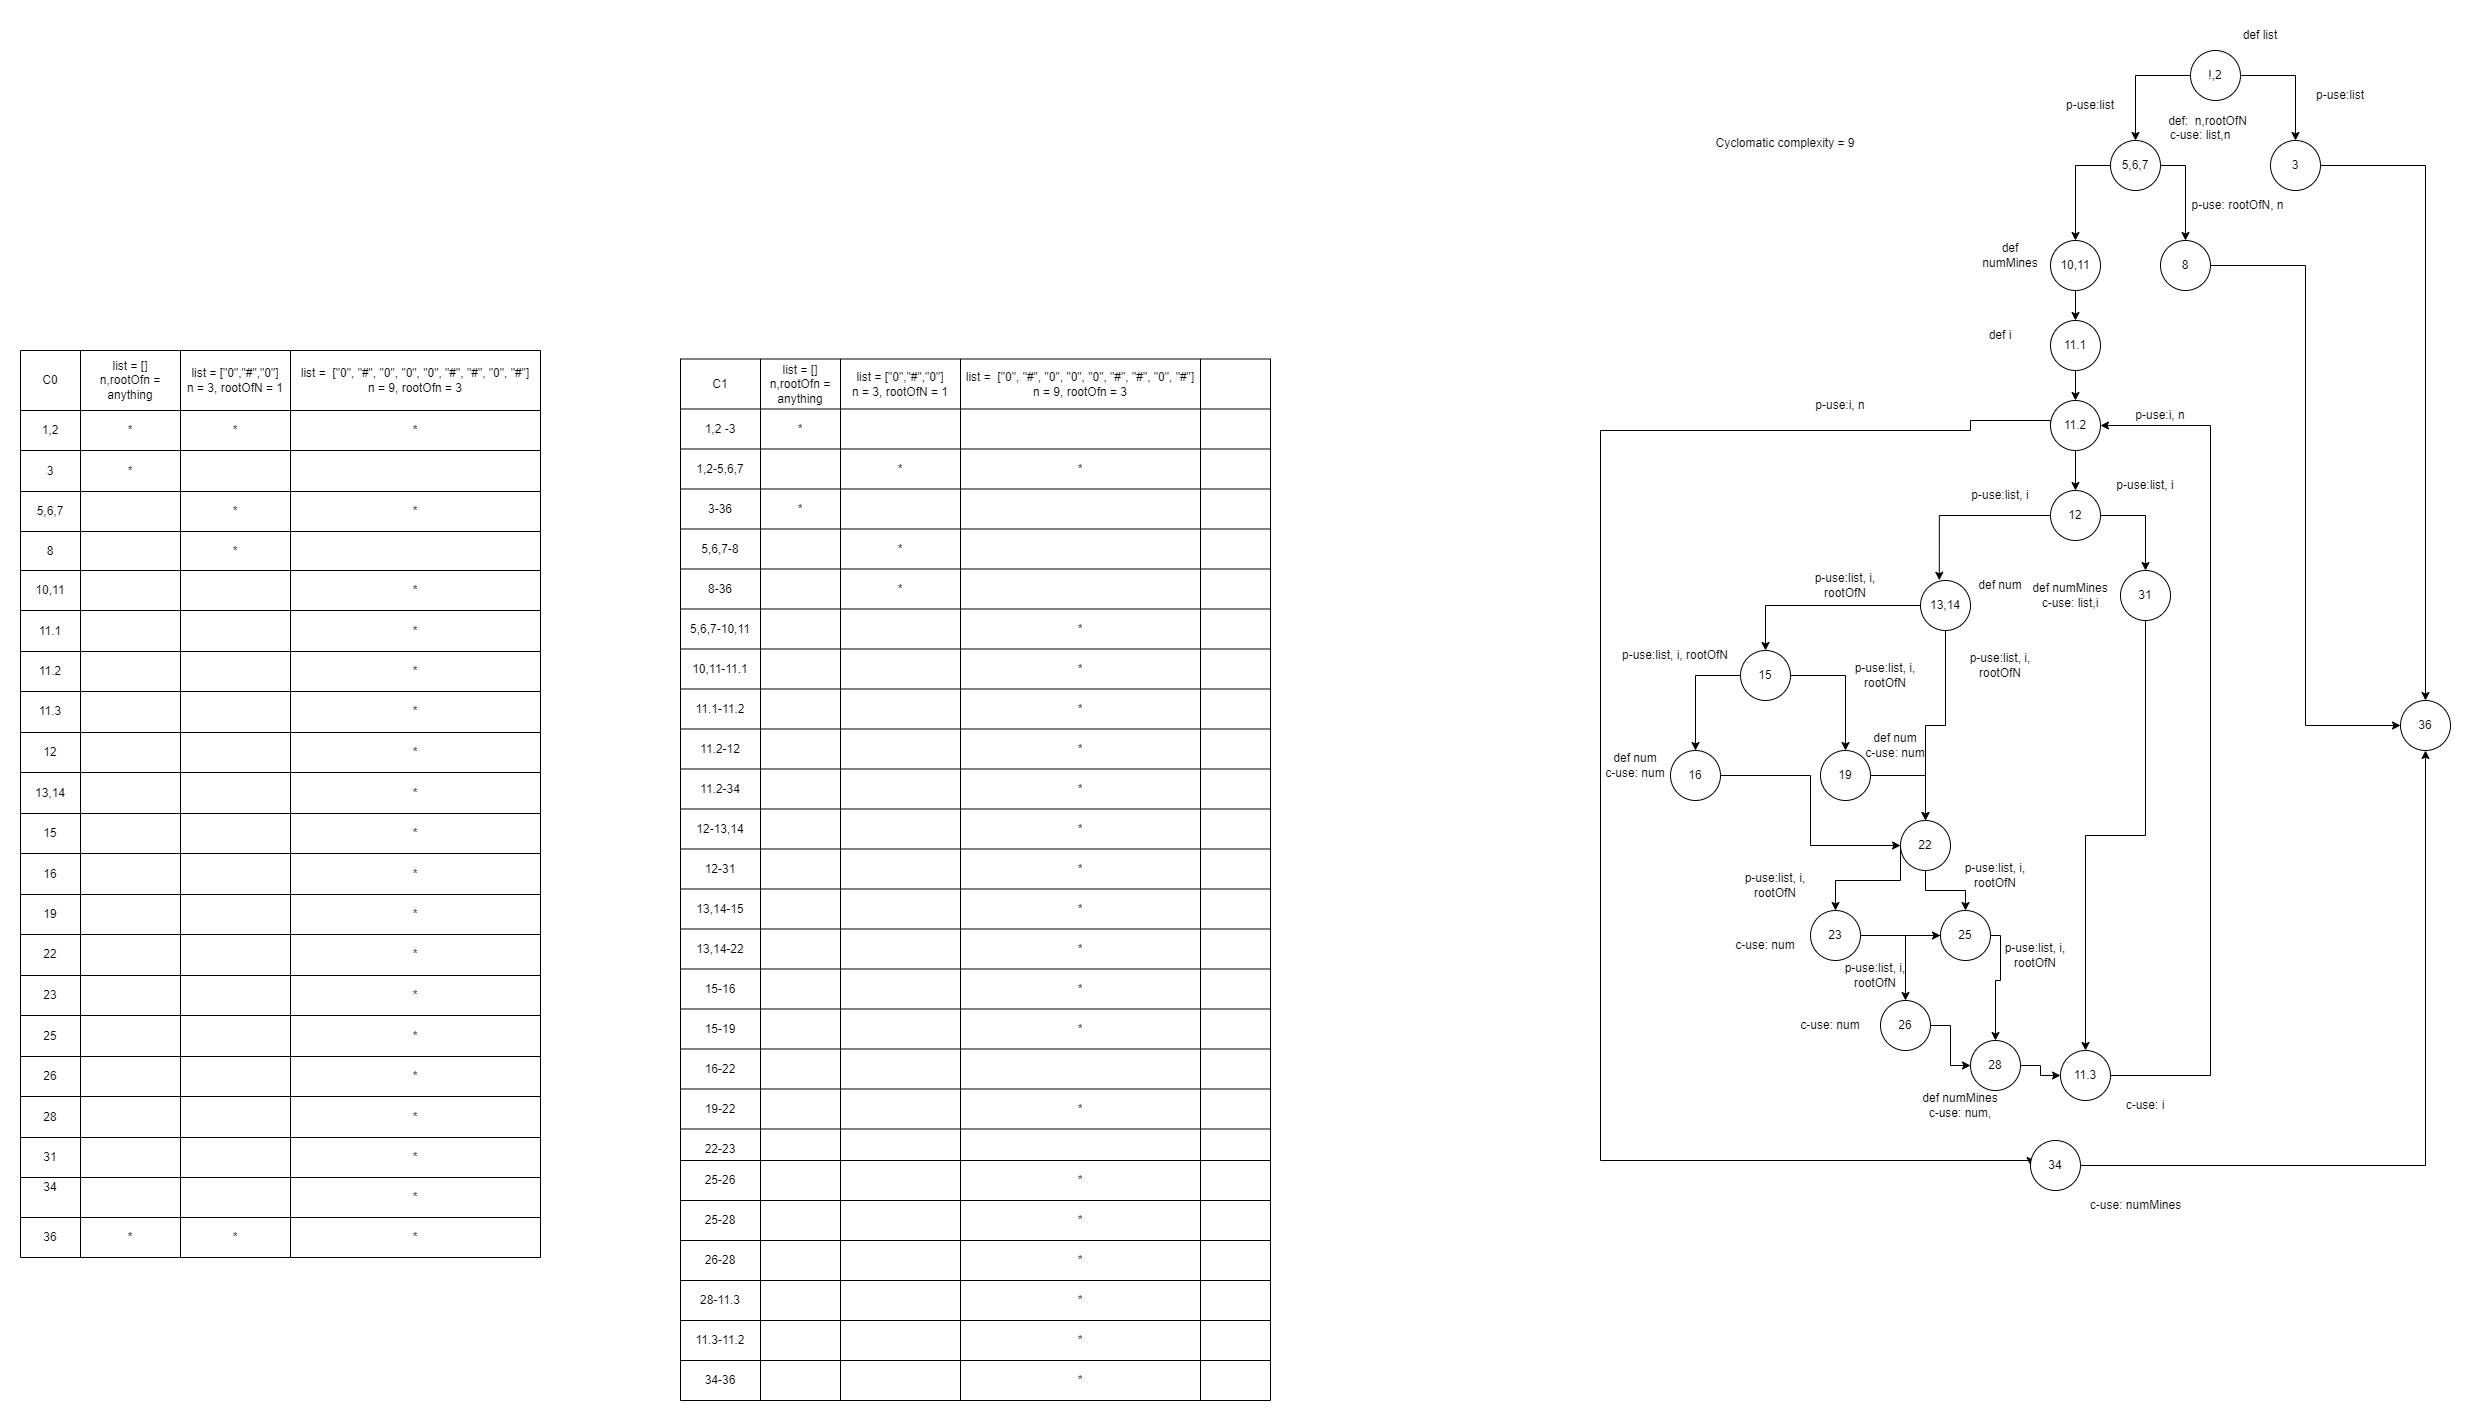 C0
list = []
n,rootOfn =
anything
list = ["0","#","0"]
n = 3, rootOfN = 1
list =  ["0", "#", "0", "0", "0", "#", "#", "0", "#"]
n = 9, rootOfn = 3
1,2 * * *
3 *
5,6,7 * *
8 *
10,11 *
11.1 *
11.2 *
11.3 *
12 *
13,14 *
15 *
16 *
19 *
22 *
23 *
25 *
26 *
28 *
31 *
34 *
36 * * *
C1
list = []
n,rootOfn =
anything
list = ["0","#","0"]
n = 3, rootOfN = 1
list =  ["0", "#", "0", "0", "0", "#", "#", "0", "#"]
n = 9, rootOfn = 3
1,2 -3 *
1,2-5,6,7 * *
3-36 *
5,6,7-8 *
8-36 *
5,6,7-10,11 *
10,11-11.1 *
11.1-11.2 *
11.2-12 *
11.2-34 *
12-13,14 *
12-31 *
13,14-15 *
13,14-22 *
15-16 *
15-19 *
16-22
19-22 *
22-23
25-26 *
25-28 *
26-28 *
28-11.3 *
11.3-11.2 *
34-36 *
def list
!,2
p-use:list
p-use:list
def:  n,rootOfN
c-use: list,n
Cyclomatic complexity = 9
5,6,7
3
p-use: rootOfN, n
def
numMines
10,11
8
def i
11.1
p-use:i, n
11.2
p-use:i, n
p-use:list, i
p-use:list, i
12
p-use:list, i,
rootOfN
13,14
def num
def numMines
c-use: list,i
31
p-use:list, i, rootOfN
15
p-use:list, i,
rootOfN
p-use:list, i,
rootOfN
36
def num
c-use: num
16
19
def num
c-use: num
22
p-use:list, i,
rootOfN
p-use:list, i,
rootOfN
c-use: num
23
25
p-use:list, i,
rootOfN
p-use:list, i,
rootOfN
c-use: num
26
28
11.3
def numMines
c-use: num,
c-use: i
34
c-use: numMines